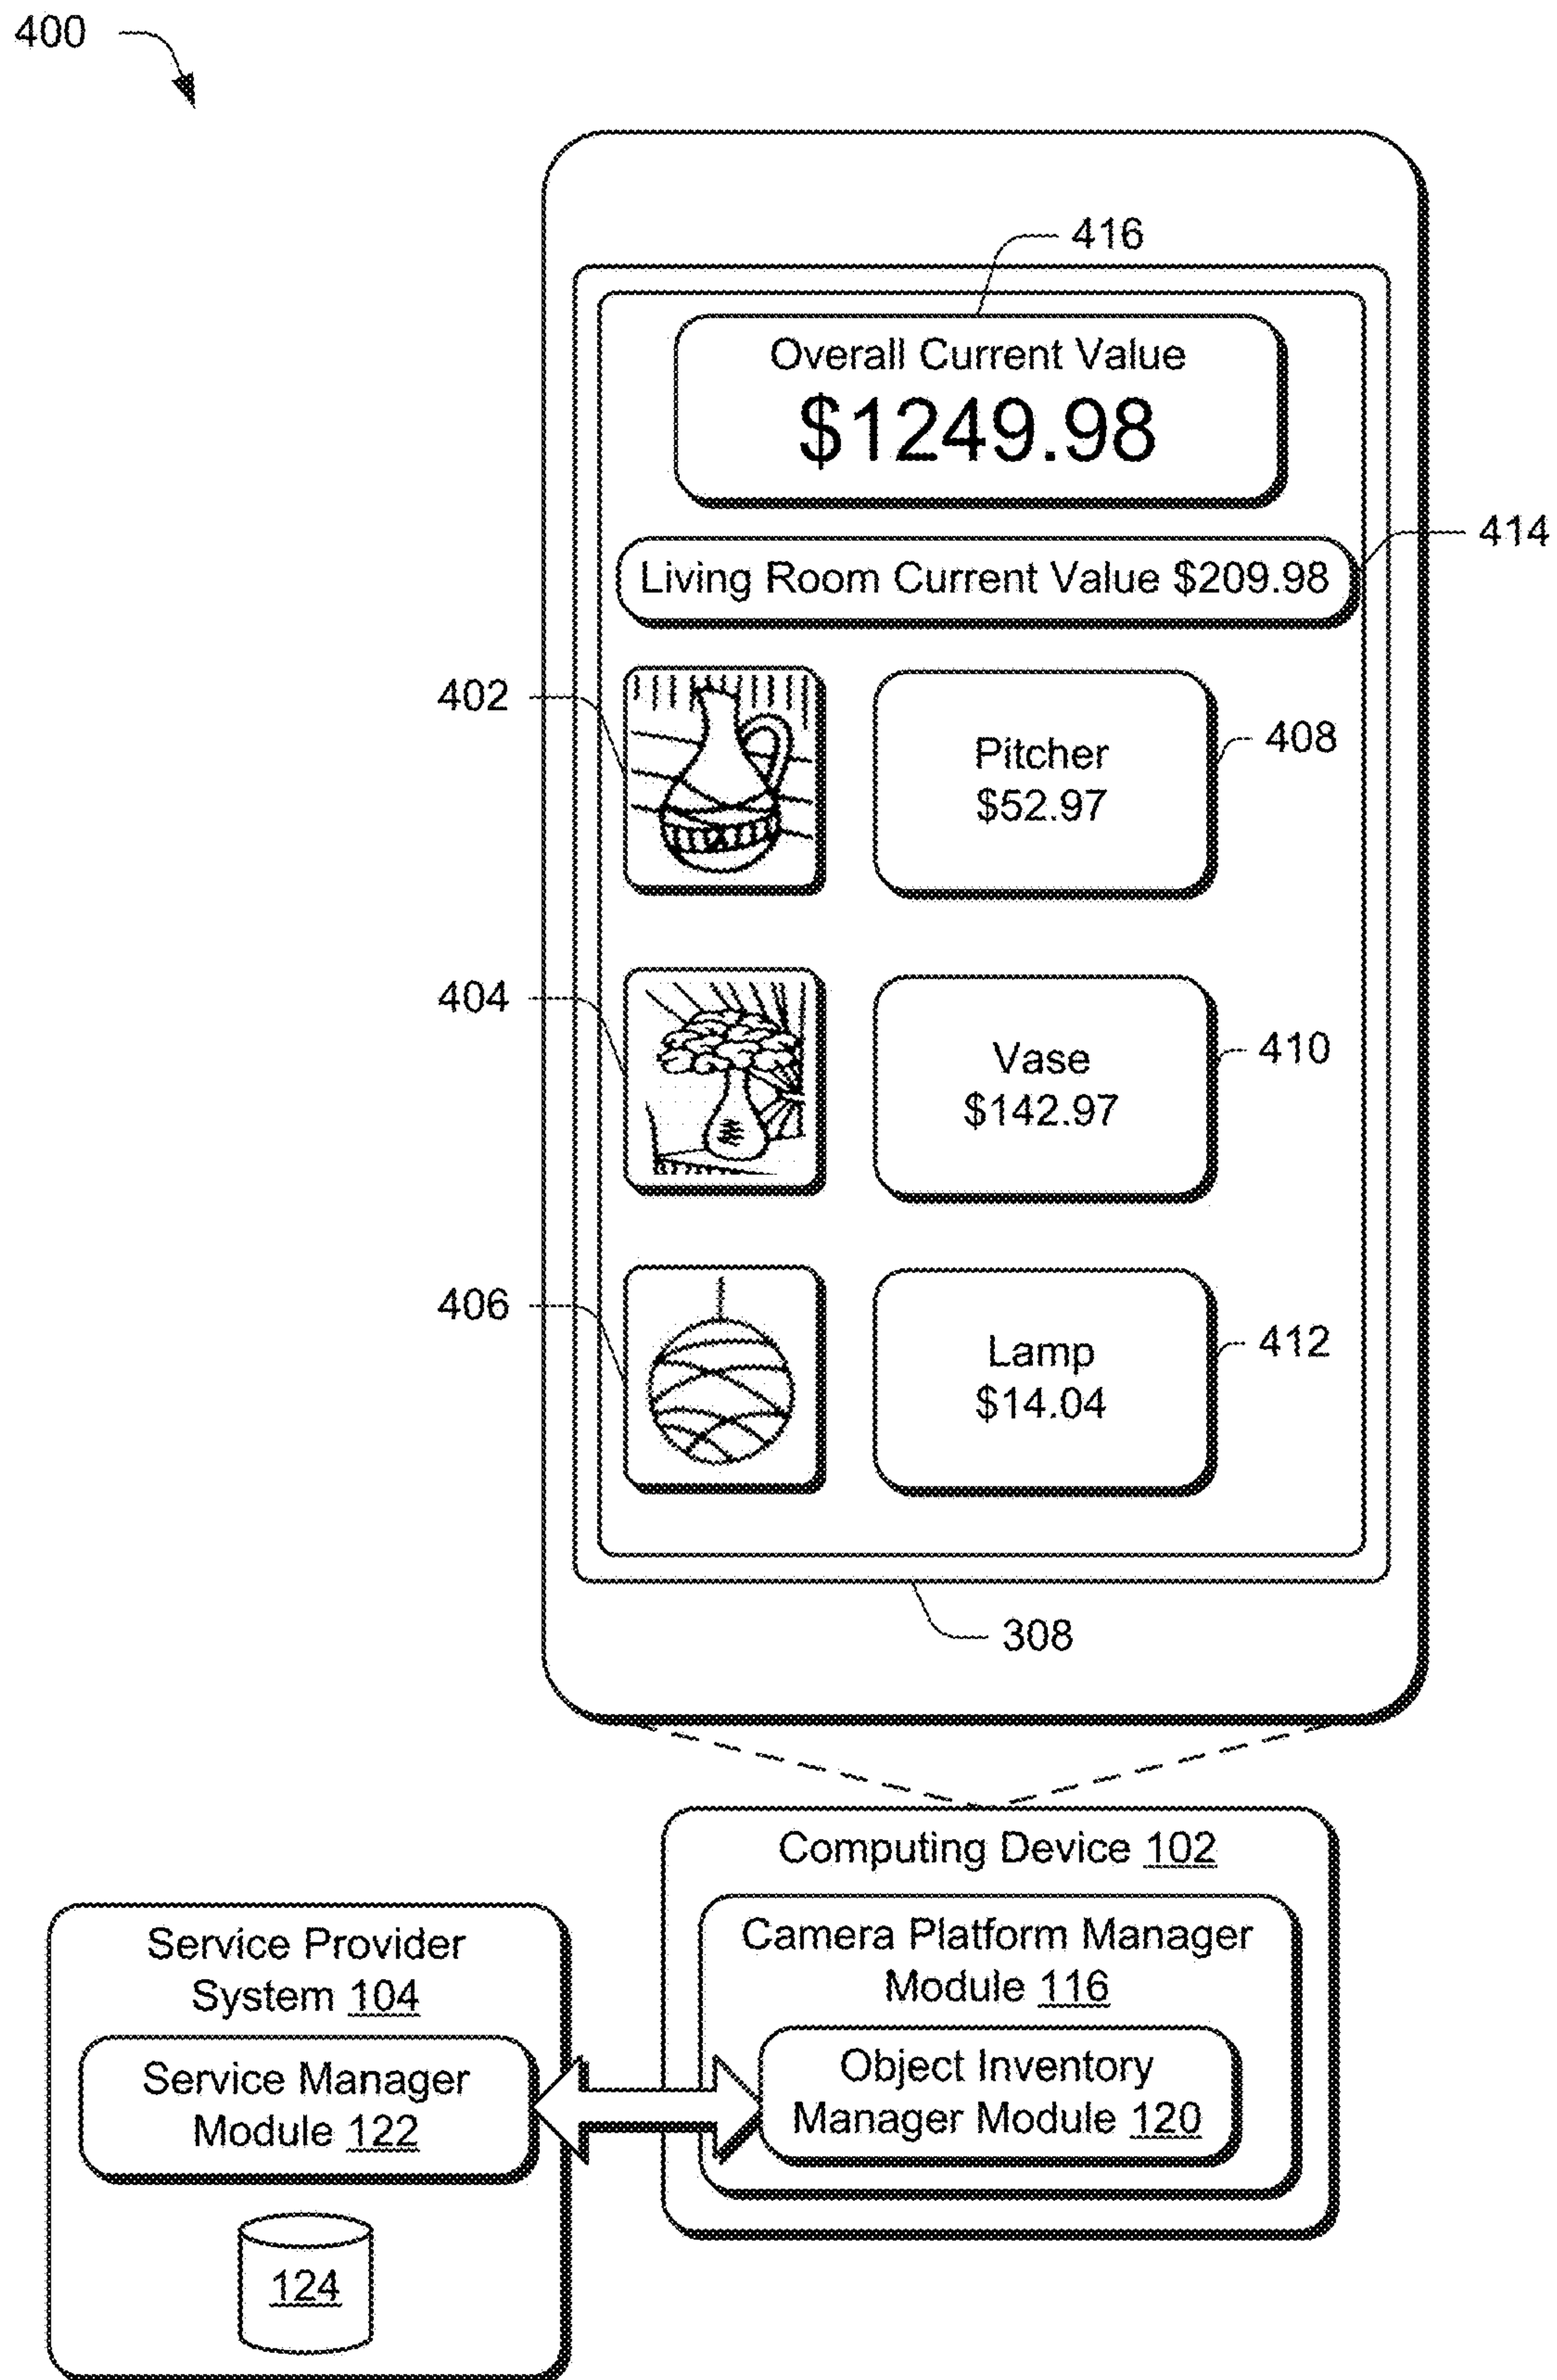 400
416
Overall Current Value
$1249.98
414
Living Room Current Value $209.98
402
Pitcher
$52.97
408
404
Vase
$142.97
410
406
Lamp
$14.04
412
308
Computing Device 102
Camera Platform Manager
Module 116
Object Inventory
Manager Module 120
Service Provider
System 104
Service Manager
Module 122
124